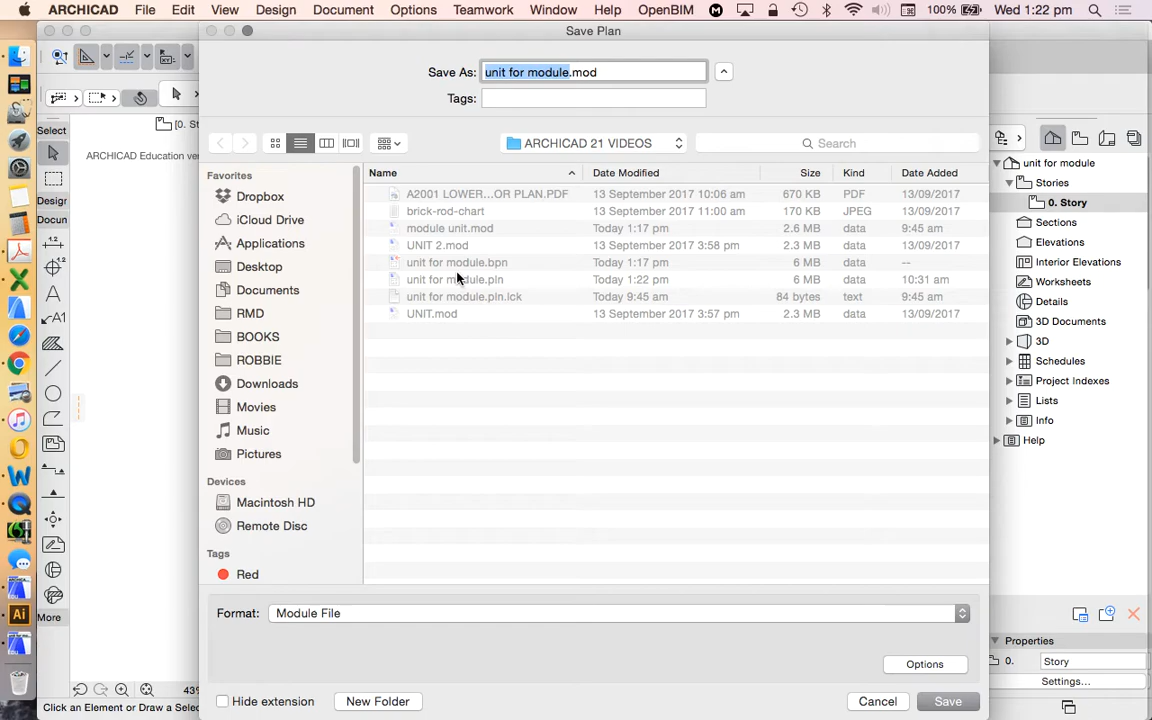 ARCHICAD File Edit View Design Document Options Teamwork Window Help OpenBIM 100% Wed 1:22 pm
Save Plan
Save As: unit for module.mod
Tags:
ARCHICAD 21 VIDEOS Search
Favorites
Dropbox
iCloud Drive
Applications
Desktop
Documents
RMD
BOOKS
ROBBIE
Downloads
Movies
Music
Pictures
Devices
Macintosh HD
Remote Disc
Tags
Red
Name Date Modified Size Kind Date Added
A2001 LOWER...OR PLAN.PDF 13 September 2017 10:06 am 670 KB PDF 13/09/2017
brick-rod-chart 13 September 2017 11:00 am 170 KB JPEG 13/09/2017
module unit.mod Today 1:17 pm 2.6 MB data 9:45 am
UNIT 2.mod 13 September 2017 3:58 pm 2.3 MB data 13/09/2017
unit for module.bpn Today 1:17 pm 6 MB data --
unit for module.pln Today 1:22 pm 6 MB data 10:31 am
unit for module.pln.lck Today 9:45 am 84 bytes text 9:45 am
UNIT.mod 13 September 2017 3:57 pm 2.3 MB data 13/09/2017
Format: Module File
Options
Hide extension New Folder Cancel Save
Select
Design
Docun
More
[0. St
ARCHICAD Education ver
A
A1
43%
Click an Element or Draw a Selec
unit for module
Stories
0. Story
Sections
Elevations
Interior Elevations
Worksheets
Details
3D Documents
3D
Schedules
Project Indexes
Lists
Info
Help
Properties
0. Story
Settings...